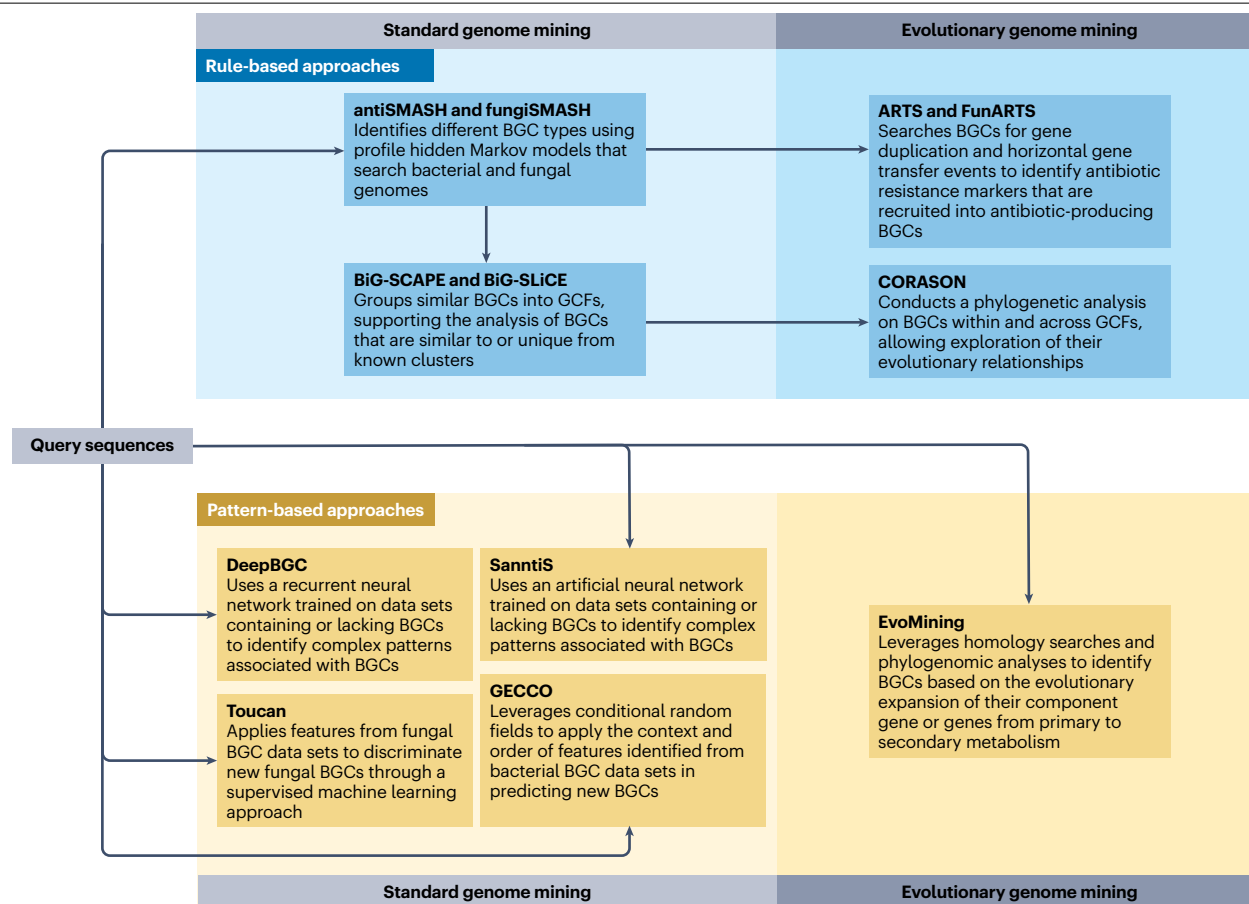 Standard genome mining
Evolutionary genome mining
Rule-based approaches
antiSMASH and fungiSMASH
Identifies different BGC types using
profile hidden Markov models that
search bacterial and fungal
genomes
ARTS and FunARTS
Searches BGCs for gene
duplication and horizontal gene
transfer events to identify antibiotic
resistance markers that are
recruited into antibiotic-producing
BGCs
BiG-SCAPE and BiG-SLiCE
Groups similar BGCs into GCFs,
supporting the analysis of BGCs
that are similar to or unique from
known clusters
CORASON
Conducts a phylogenetic analysis
on BGCs within and across GCFs,
allowing exploration of their
evolutionary relationships
Query sequences
Pattern-based approaches
DeepBGC
Uses a recurrent neural
network trained on data sets
containing or lacking BGCs
to identify complex patterns
associated with BGCs
SanntiS
Uses an artificial neural network
trained on data sets containing or
lacking BGCs to identify complex
patterns associated with BGCs
EvoMining
Leverages homology searches and
phylogenomic analyses to identify
BGCs based on the evolutionary
expansion of their component
gene or genes from primary to
secondary metabolism
Toucan
Applies features from fungal
BGC data sets to discriminate
new fungal BGCs through a
supervised machine learning
approach
GECCO
Leverages conditional random
fields to apply the context and
order of features identified from
bacterial BGC data sets in
predicting new BGCs
Standard genome mining
Evolutionary genome mining